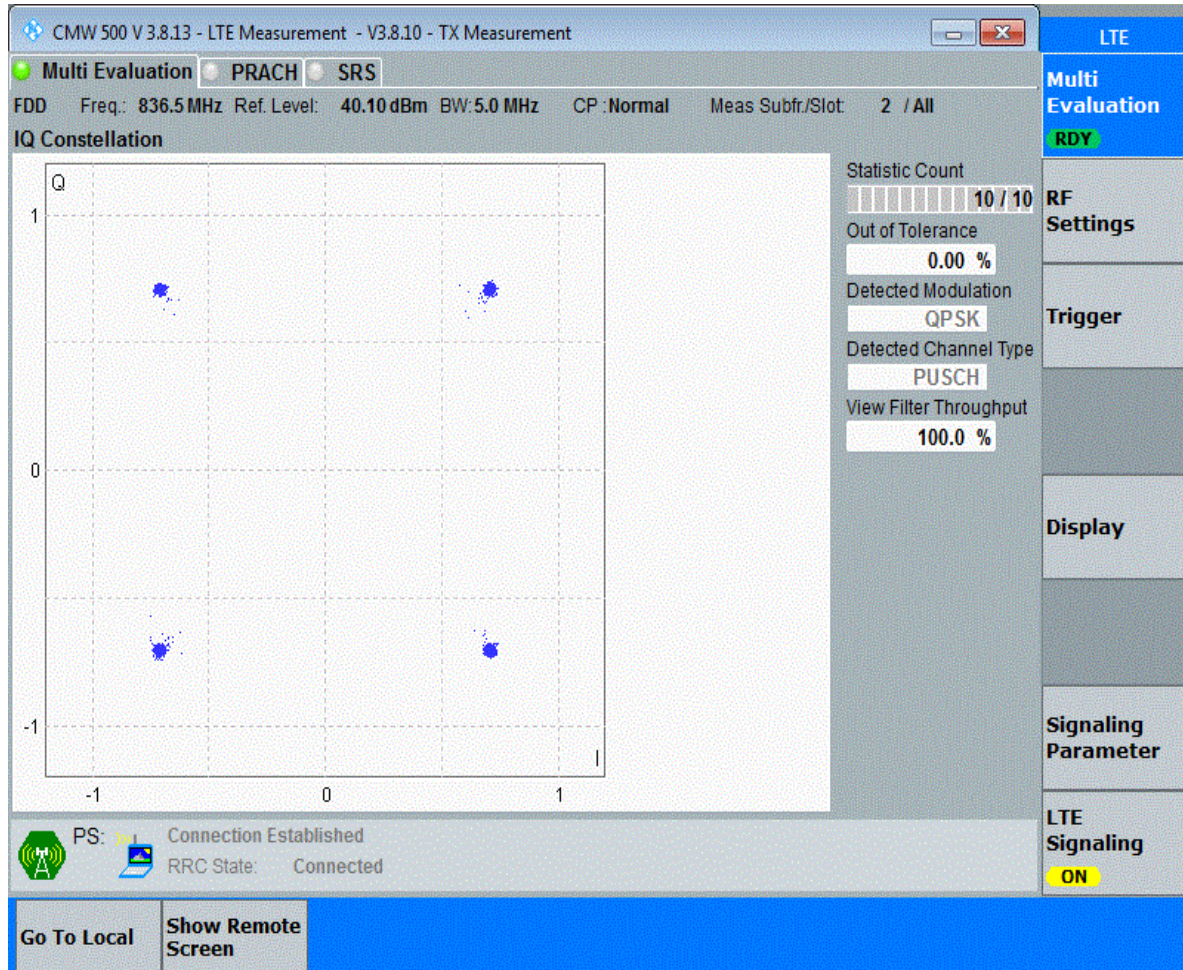 CMW 500 V 3.8.13 - LTE Measurement - V3.8.10 - TX Measurement
LTE
Multi Evaluation PRACH SRS
FDD Freq.: 836.5 MHz Ref. Level: 40.10 dBm BW: 5.0 MHz CP : Normal Meas Subfr./Slot: 2 / All
IQ Constellation
Q
1
0
-1
I
-1 0 1
Statistic Count
10 / 10
Out of Tolerance
0.00 %
Detected Modulation
QPSK
Detected Channel Type
PUSCH
View Filter Throughput
100.0 %
Multi
Evaluation
RDY
RF
Settings
Trigger
Display
Signaling
Parameter
LTE
Signaling
ON
PS: Connection Established
RRC State: Connected
Go To Local
Show Remote
Screen